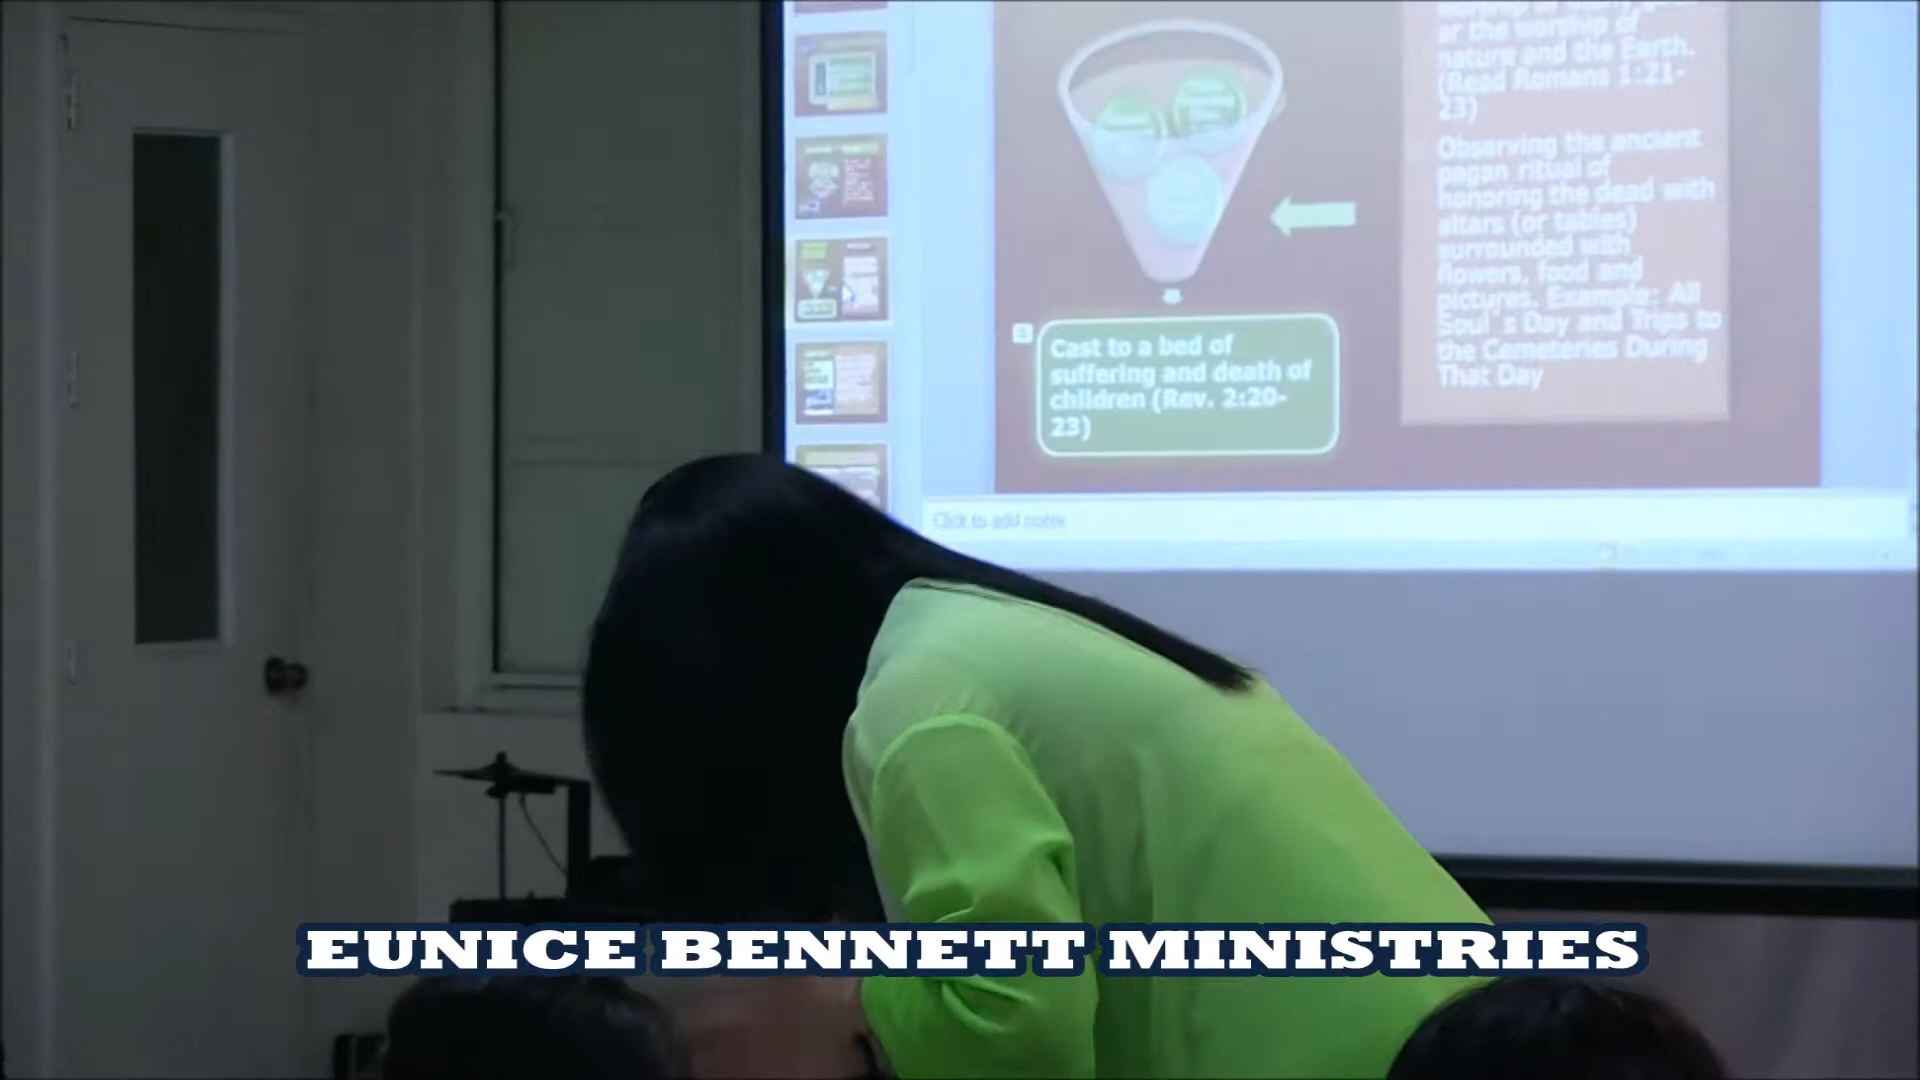 or the worship of
nature and the Earth.
(Read Romans 1:21-
23)
Observing the ancient
pagan ritual of
honoring the dead with
altars (or tables)
surrounded with
flowers, food and
pictures. Example: All
Soul's Day and Trips to
the Cemeteries During
That Day
Cast to a bed of
suffering and death of
children (Rev. 2:20-
23)
Click to add notes
EUNICE BENNETT MINISTRIES